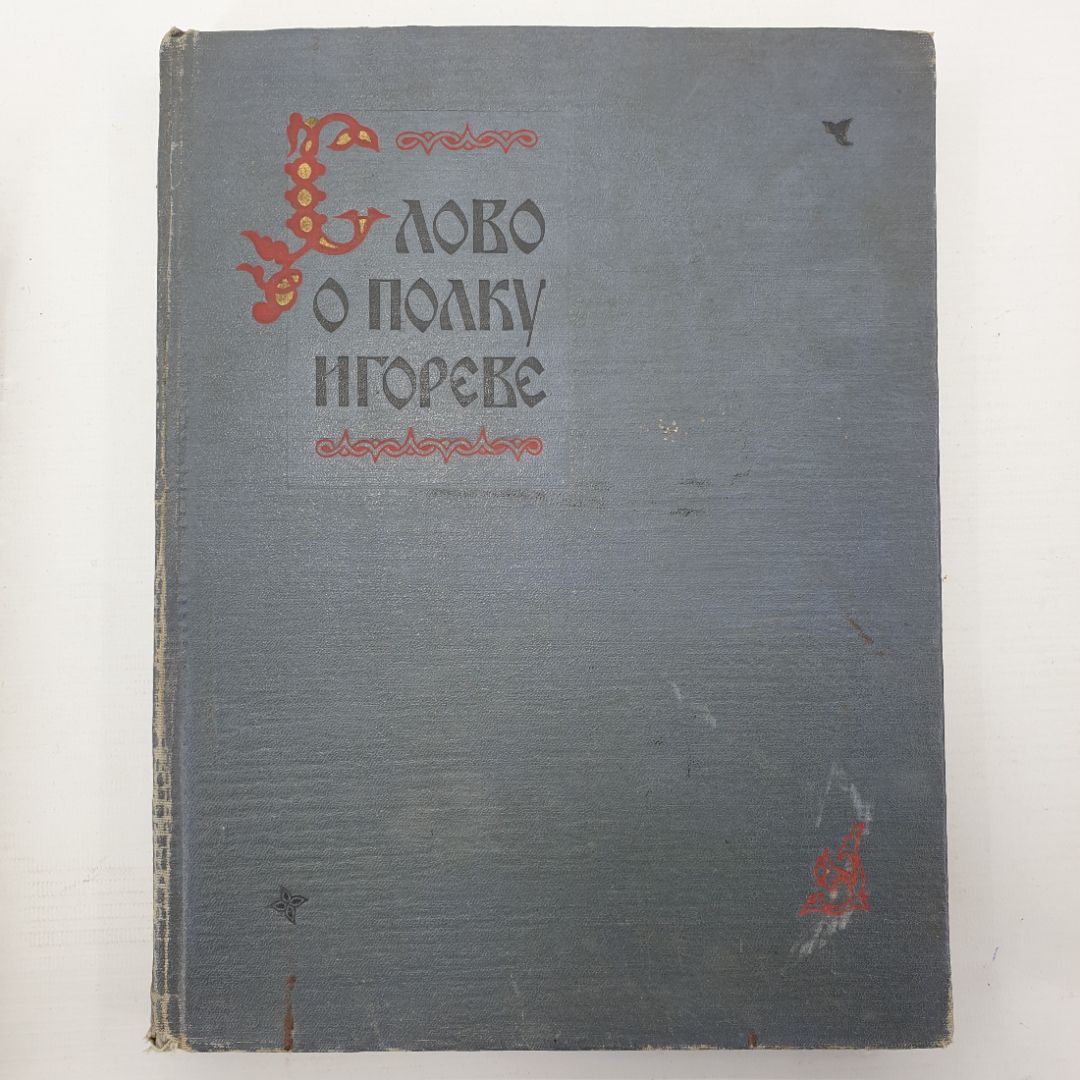 Слово
о полку
Игореве